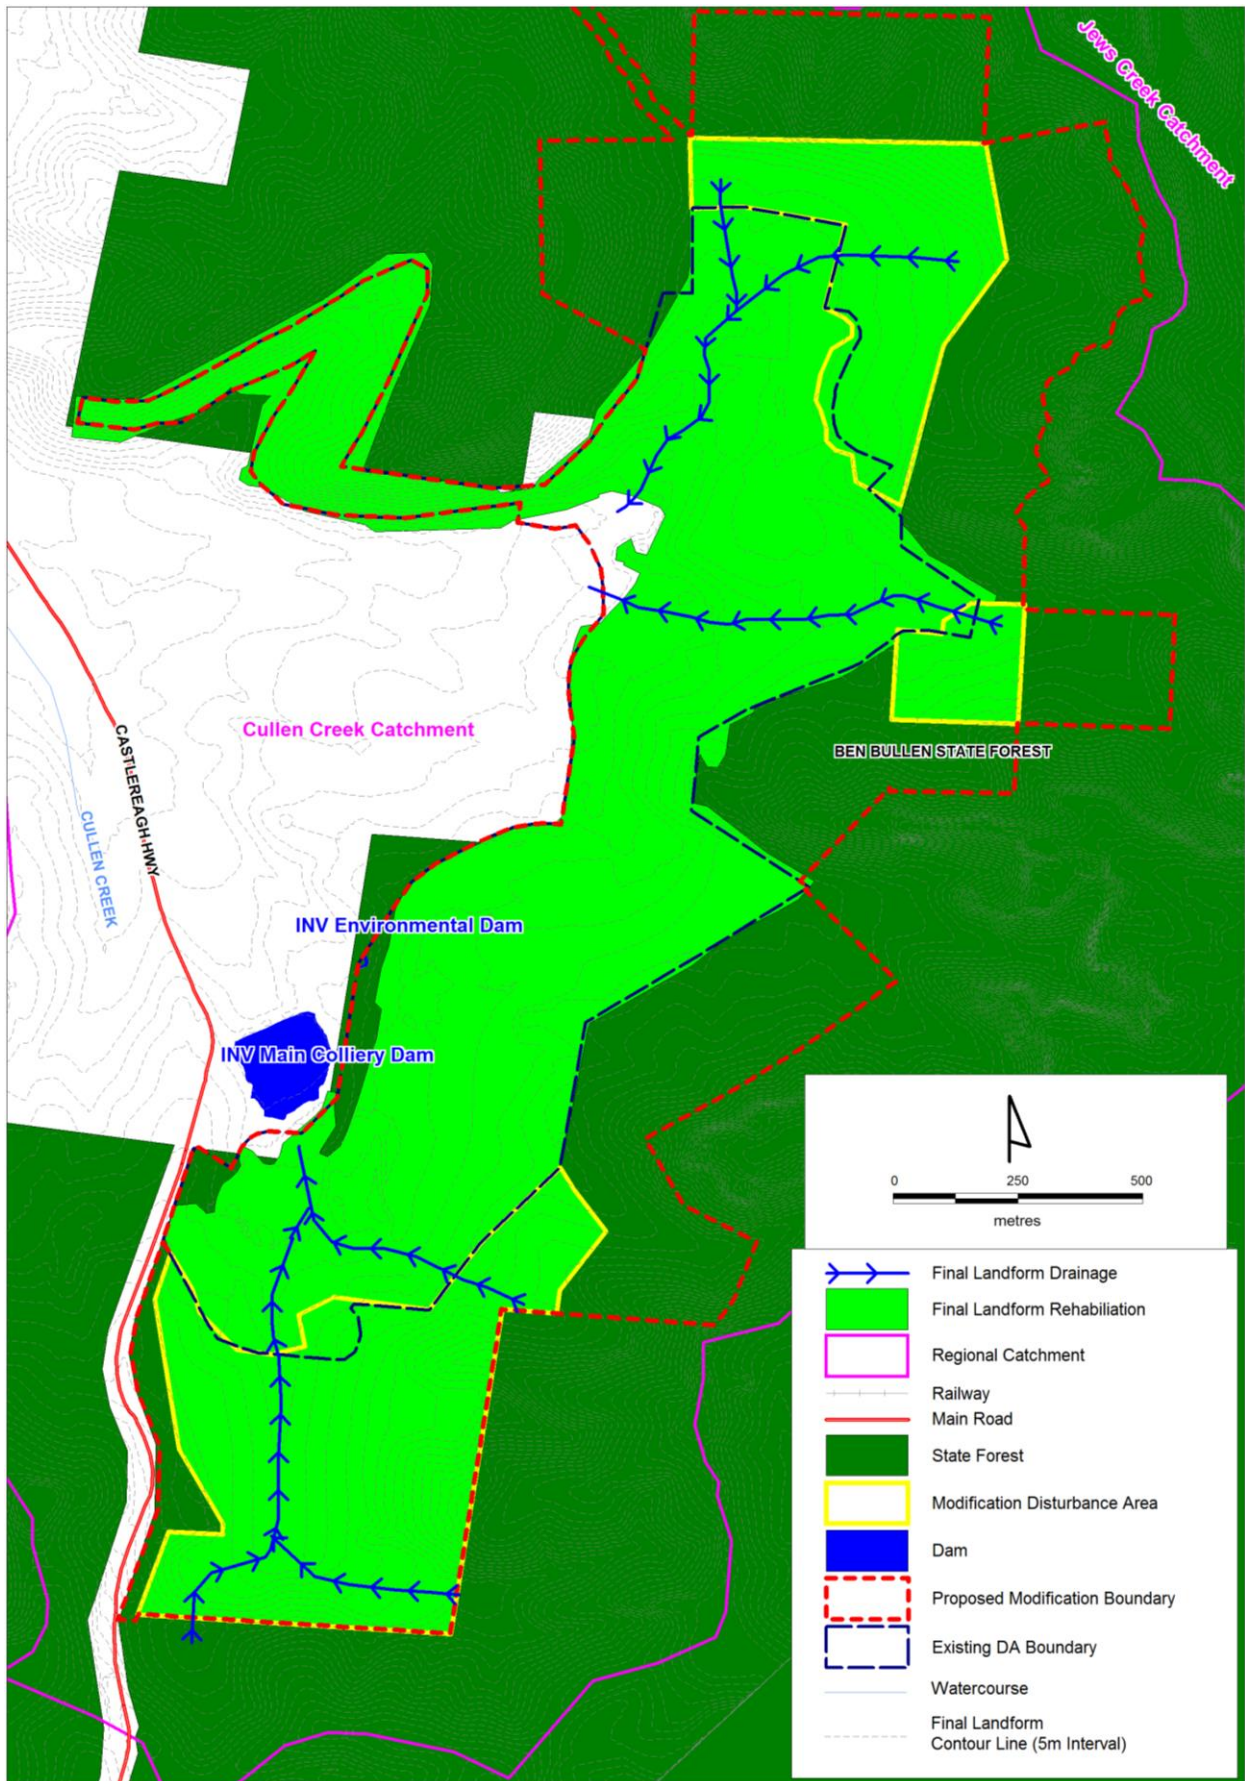 Jews Creek Catchment
Cullen Creek Catchment
CASTLEREAGH HWY
CULLEN CREEK
BEN BULLEN STATE FOREST
INV Environmental Dam
INV Main Colliery Dam
0 250 500
metres
Final Landform Drainage
Final Landform Rehabiliation
Regional Catchment
Railway
Main Road
State Forest
Modification Disturbance Area
Dam
Proposed Modification Boundary
Existing DA Boundary
Watercourse
Final Landform
Contour Line (5m Interval)